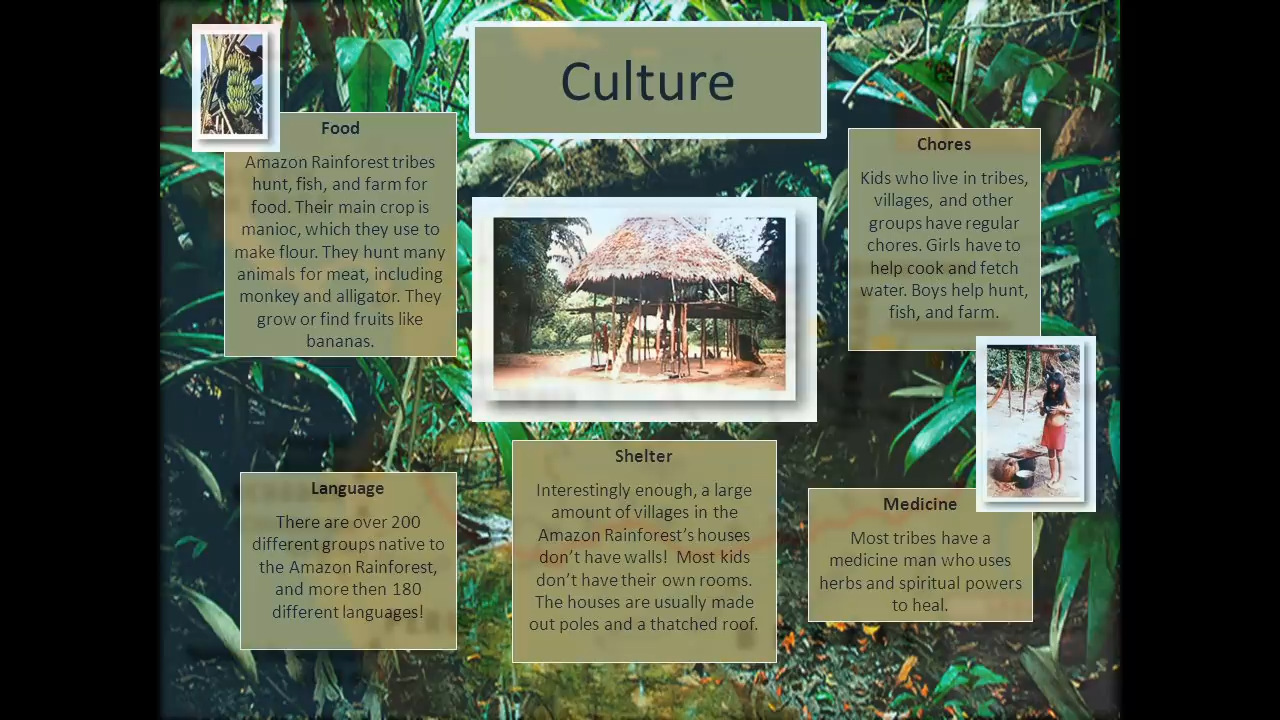 Culture
Food
Amazon Rainforest tribes
hunt, fish, and farm for
food. Their main crop is
manioc, which they use to
make flour. They hunt many
animals for meat, including
monkey and alligator. They
grow or find fruits like
bananas.
Chores
Kids who live in tribes,
villages, and other
groups have regular
chores. Girls have to
help cook and fetch
water. Boys help hunt,
fish, and farm.
Language
There are over 200
different groups native to
the Amazon Rainforest,
and more then 180
different languages!
Shelter
Interestingly enough, a large
amount of villages in the
Amazon Rainforest’s houses
don’t have walls!  Most kids
don’t have their own rooms.
The houses are usually made
out poles and a thatched roof.
Medicine
Most tribes have a
medicine man who uses
herbs and spiritual powers
to heal.